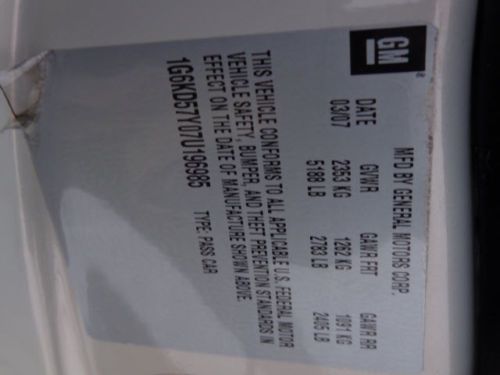 GM
MFD BY GENERAL MOTORS CORP
DATE GVWR GAWR FRT GAWR RR
03/07 2353 KG 1262 KG 1091 KG
5188 LB 2783 LB 2405 LB
THIS VEHICLE CONFORMS TO ALL APPLICABLE U.S. FEDERAL MOTOR
VEHICLE SAFETY, BUMPER, AND THEFT PREVENTION STANDARDS IN
EFFECT ON THE DATE OF MANUFACTURE SHOWN ABOVE.
1G6KD57Y07U196985 TYPE: PASS CAR